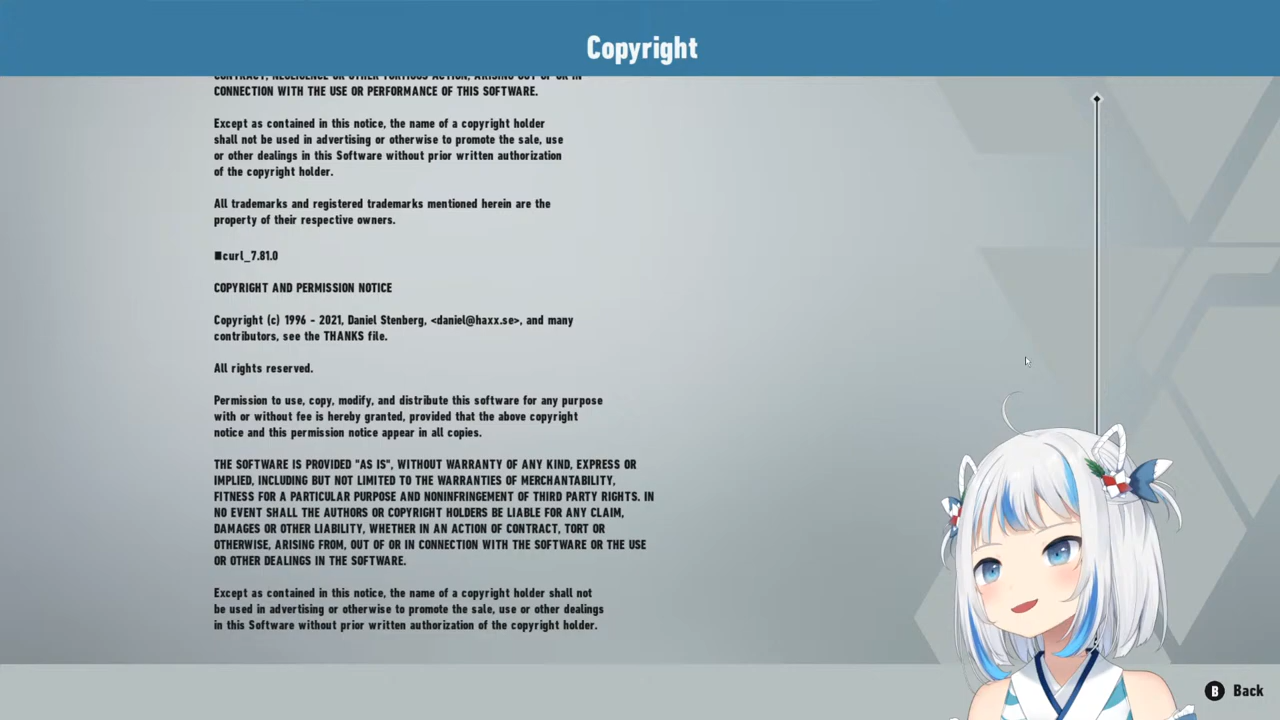 Copyright
CONTRACT, NEGLIGENCE OR OTHER TORTIOUS ACTION, ARISING OUT OF OR IN
CONNECTION WITH THE USE OR PERFORMANCE OF THIS SOFTWARE.
Except as contained in this notice, the name of a copyright holder
shall not be used in advertising or otherwise to promote the sale, use
or other dealings in this Software without prior written authorization
of the copyright holder.
All trademarks and registered trademarks mentioned herein are the
property of their respective owners.
■curl_7.81.0
COPYRIGHT AND PERMISSION NOTICE
Copyright (c) 1996 - 2021, Daniel Stenberg, <daniel@haxx.se>, and many
contributors, see the THANKS file.
All rights reserved.
Permission to use, copy, modify, and distribute this software for any purpose
with or without fee is hereby granted, provided that the above copyright
notice and this permission notice appear in all copies.
THE SOFTWARE IS PROVIDED "AS IS", WITHOUT WARRANTY OF ANY KIND, EXPRESS OR
IMPLIED, INCLUDING BUT NOT LIMITED TO THE WARRANTIES OF MERCHANTABILITY,
FITNESS FOR A PARTICULAR PURPOSE AND NONINFRINGEMENT OF THIRD PARTY RIGHTS. IN
NO EVENT SHALL THE AUTHORS OR COPYRIGHT HOLDERS BE LIABLE FOR ANY CLAIM,
DAMAGES OR OTHER LIABILITY, WHETHER IN AN ACTION OF CONTRACT, TORT OR
OTHERWISE, ARISING FROM, OUT OF OR IN CONNECTION WITH THE SOFTWARE OR THE USE
OR OTHER DEALINGS IN THE SOFTWARE.
Except as contained in this notice, the name of a copyright holder shall not
be used in advertising or otherwise to promote the sale, use or other dealings
in this Software without prior written authorization of the copyright holder.
B Back